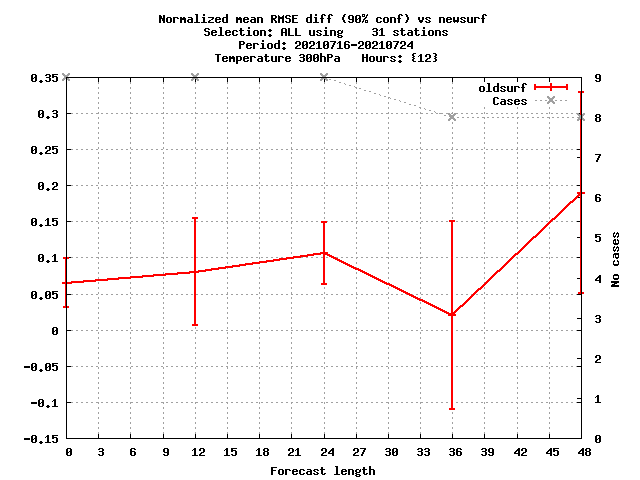 Normalized mean RMSE diff (90% conf) vs newsurf
Selection: ALL using    31 stations
Period: 20210716-20210724
Temperature 300hPa   Hours: {12}
oldsurf
Cases
0.35
0.3
0.25
0.2
0.15
0.1
0.05
0
-0.05
-0.1
-0.15
9
8
7
6
5
4
3
2
1
0
No cases
0 3 6 9 12 15 18 21 24 27 30 33 36 39 42 45 48
Forecast length